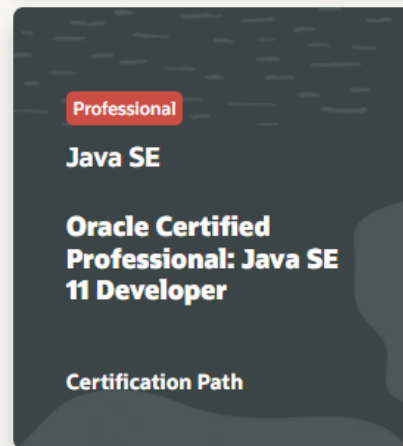 Professional
Java SE
Oracle Certified
Professional: Java SE
11 Developer
Certification Path